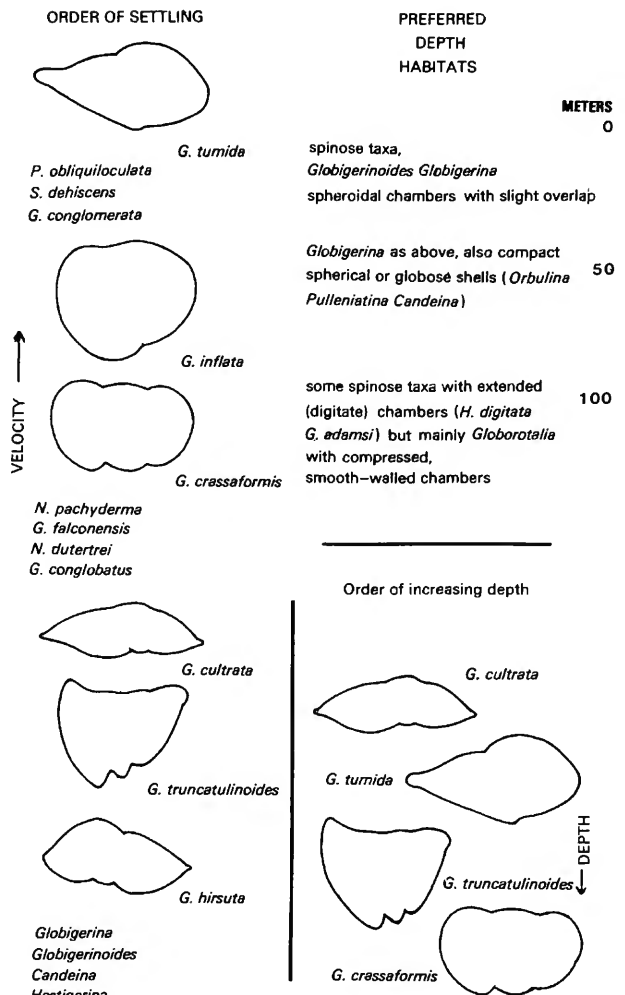 ORDER OF SETTLING
G. tumida
P. obliquiloculata
S. dehiscens
G. conglomerata
G. inflata
G. crassaformis
VELOCITY
N. pachyderma
G. falconensis
N. dutertrei
G. conglobatus
G. cultrata
G. truncatulinoides
G. hirsuta
Globigerina
Globigerinoides
Candeina
PREFERRED
DEPTH
HABITATS
METERS
0
spinose taxa,
Globigerinoides Globigerina
spheroidal chambers with slight overlap
50
Globigerina as above, also compact
spherical or globose shells (Orbulina
Pulleniatina Candeina)
100
some spinose taxa with extended
(digitate) chambers (H. digitata
G. adamsi) but mainly Globorotalia
with compressed,
smooth-walled chambers
Order of increasing depth
G. cultrata
G. tumida
G. truncatulinoides
G. crassaformis
DEPTH